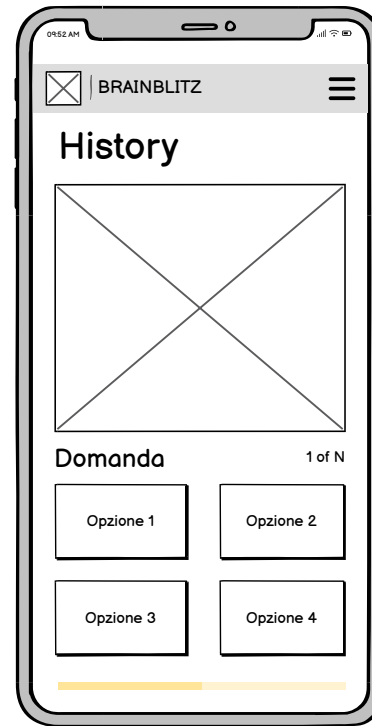 09:52 AM
BRAINBLITZ
History
Domanda
1 of N
Opzione 1
Opzione 2
Opzione 3
Opzione 4